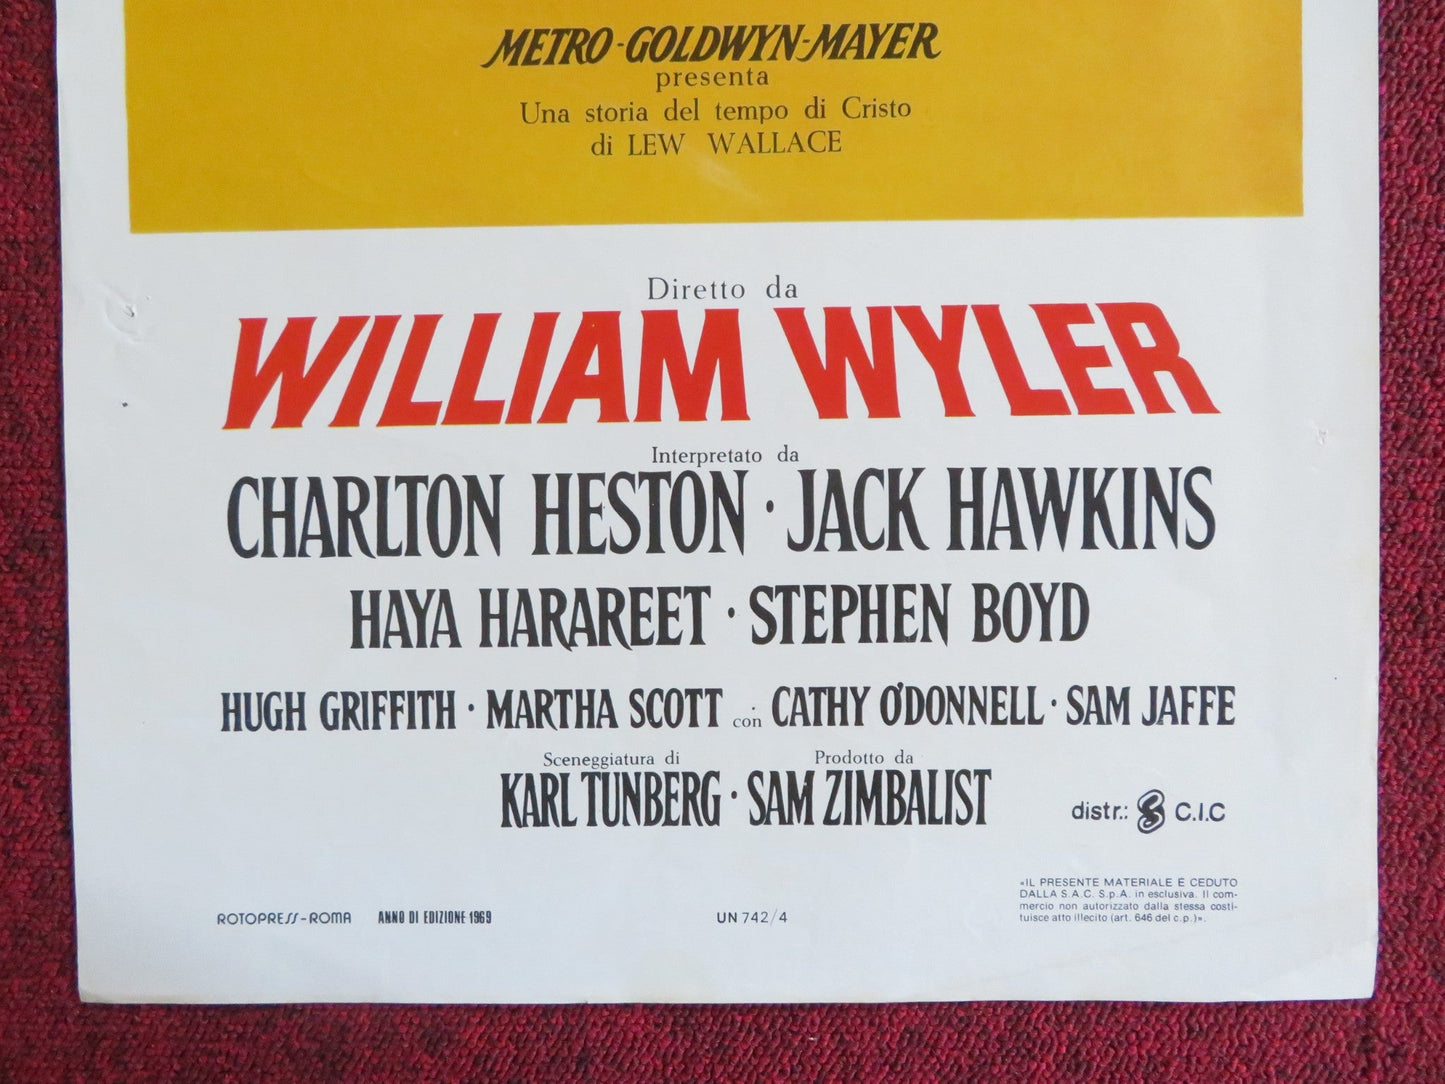 METRO-GOLDWYN-MAYER
presenta
Una storia del tempo di Cristo
di LEW WALLACE
Diretto da
WILLIAM WYLER
Interpretato da
CHARLTON HESTON · JACK HAWKINS
HAYA HARAREET · STEPHEN BOYD
HUGH GRIFFITH · MARTHA SCOTT con CATHY O'DONNELL · SAM JAFFE
Sceneggiatura di Prodotto da
KARL TUNBERG · SAM ZIMBALIST
distr.: C.I.C
«IL PRESENTE MATERIALE È CEDUTO
DALLA S.A.C. S.p.A. in esclusiva. Il com-
mercio non autorizzato dalla stessa costi-
tuisce atto illecito (art. 646 del c.p.)».
ROTOPRESS-ROMA ANNO DI EDIZIONE 1969 UN 742/4